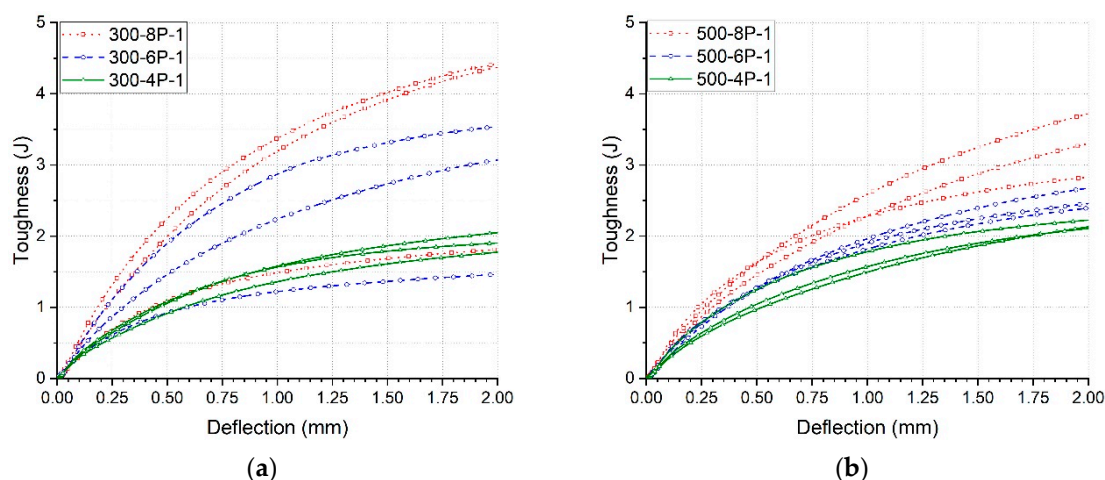 300-8P-1
300-6P-1
300-4P-1
5
4
3
2
1
0
Toughness (J)
0.00 0.25 0.50 0.75 1.00 1.25 1.50 1.75 2.00
Deflection (mm)
(a)
500-8P-1
500-6P-1
500-4P-1
5
4
3
2
1
0
Toughness (J)
0.00 0.25 0.50 0.75 1.00 1.25 1.50 1.75 2.00
Deflection (mm)
(b)